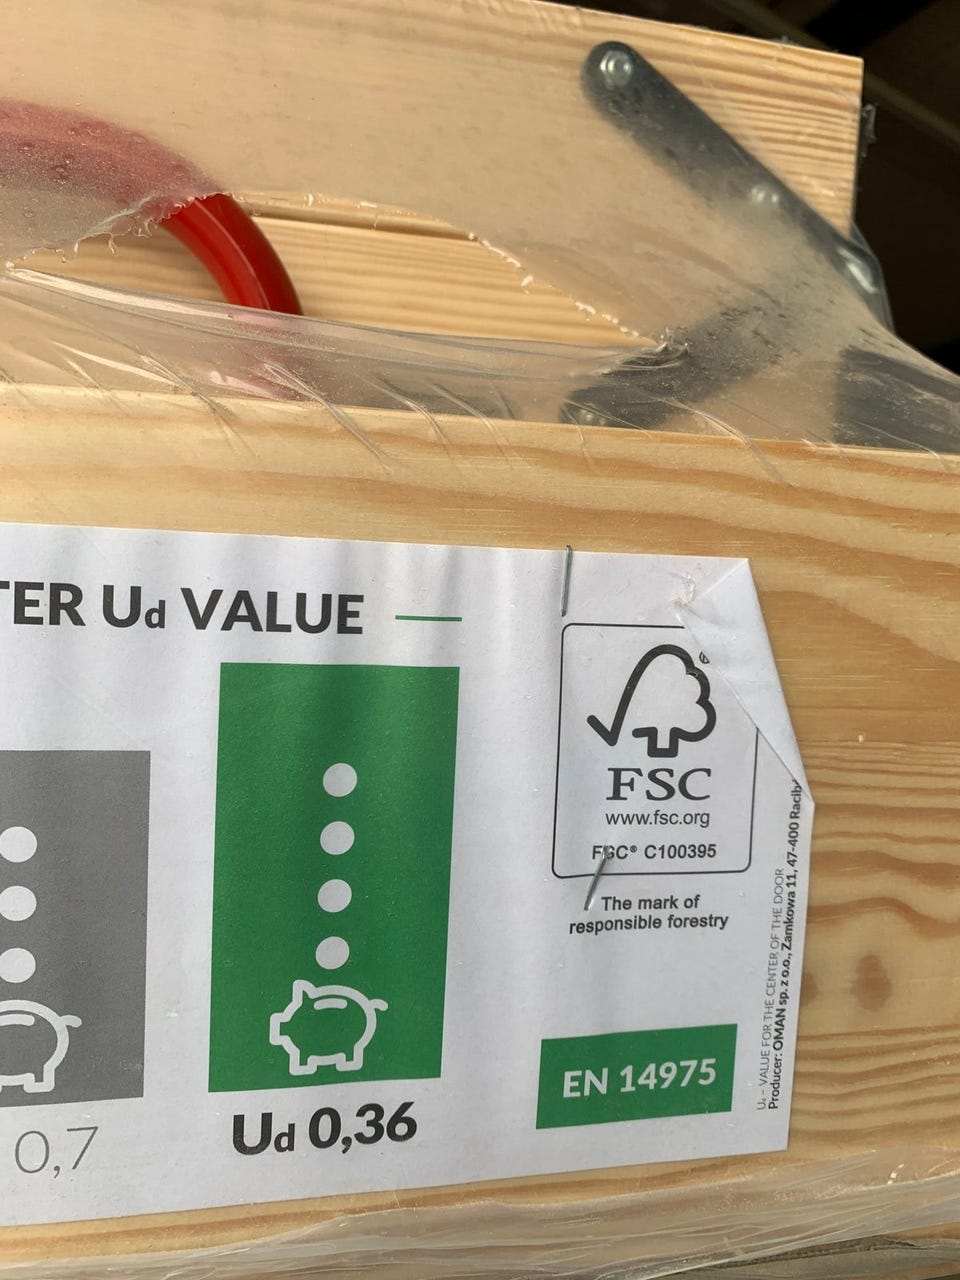 TER Ud VALUE
FSC
www.fsc.org
FSC® C100395
The mark of
responsible forestry
EN 14975
0,7
Ud 0,36
Ud – VALUE FOR THE CENTER OF THE DOOR
Producer: OMAN sp. z o.o., Zamkowa 11, 47-400 Racib